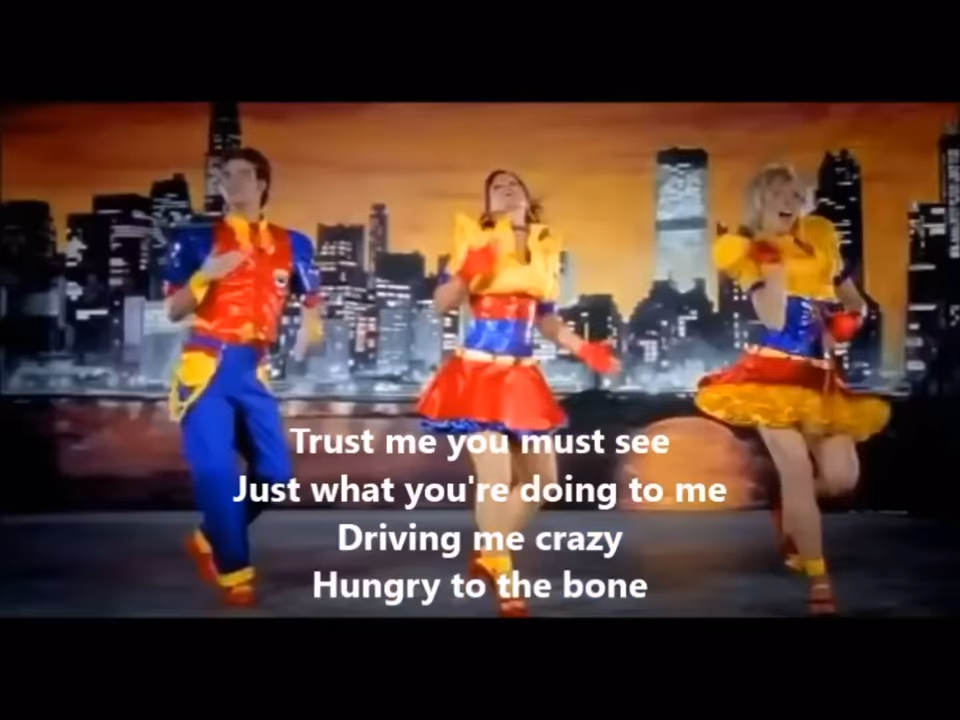 Trust me you must see
Just what you're doing to me
Driving me crazy
Hungry to the bone